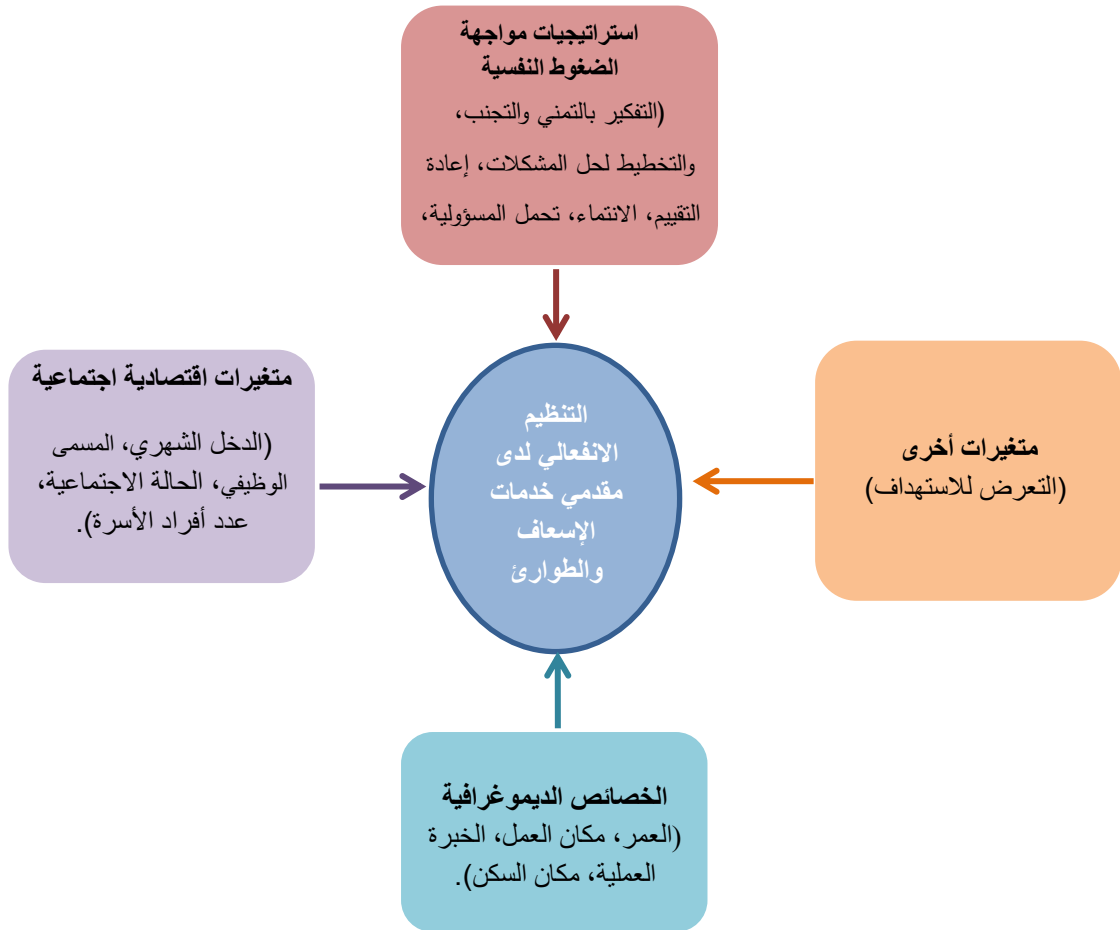 استراتيجيات مواجهة
الضغوط النفسية
(التفكير بالتمني والتجنب،
والتخطيط لحل المشكلات، إعادة
التقييم، الانتماء، تحمل المسؤولية،
متغيرات أخرى
(التعرض للاستهداف)
التنظيم
الانفعالي لدى
مقدمي خدمات
الإسعاف
والطوارئ
متغيرات اقتصادية اجتماعية
(الدخل الشهري، المسمى
الوظيفي، الحالة الاجتماعية،
عدد أفراد الأسرة).
الخصائص الديموغرافية
(العمر، مكان العمل، الخبرة
العملية، مكان السكن).